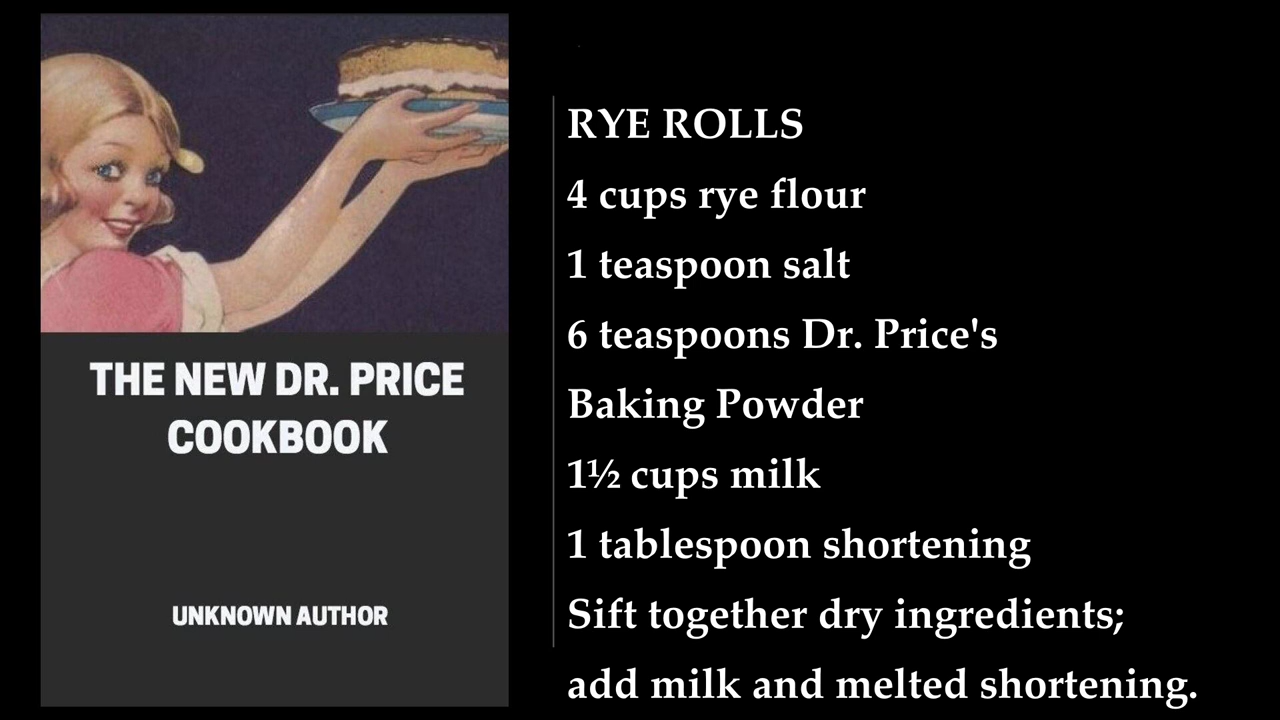 THE NEW DR. PRICE
COOKBOOK
UNKNOWN AUTHOR
RYE ROLLS
4 cups rye flour
1 teaspoon salt
6 teaspoons Dr. Price's
Baking Powder
1½ cups milk
1 tablespoon shortening
Sift together dry ingredients;
add milk and melted shortening.